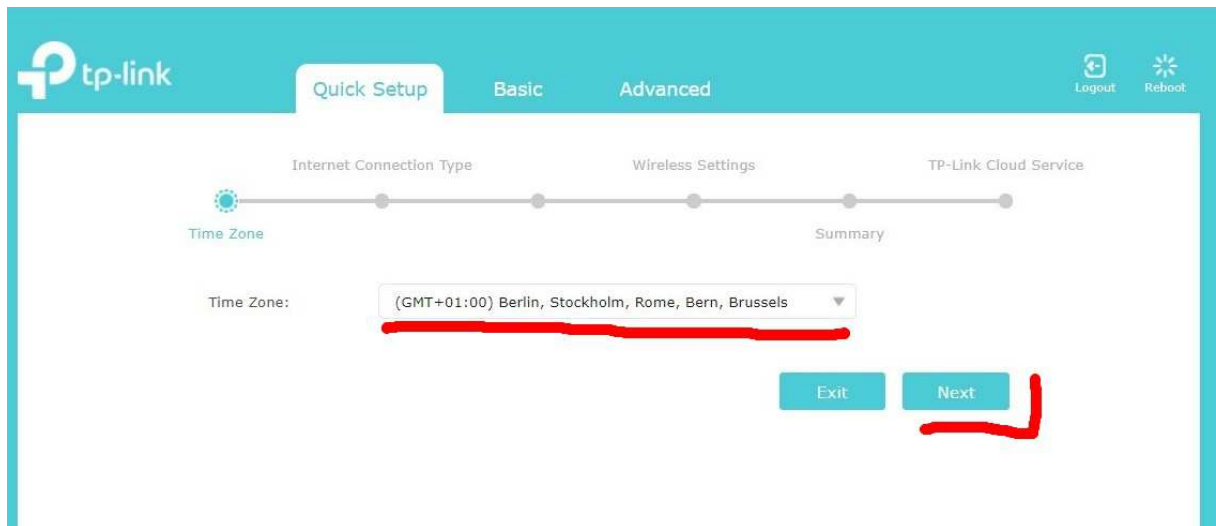 tp-link
Quick Setup Basic Advanced
Logout Reboot
Internet Connection Type Wireless Settings TP-Link Cloud Service
Time Zone Summary
Time Zone: (GMT+01:00) Berlin, Stockholm, Rome, Bern, Brussels
Exit Next